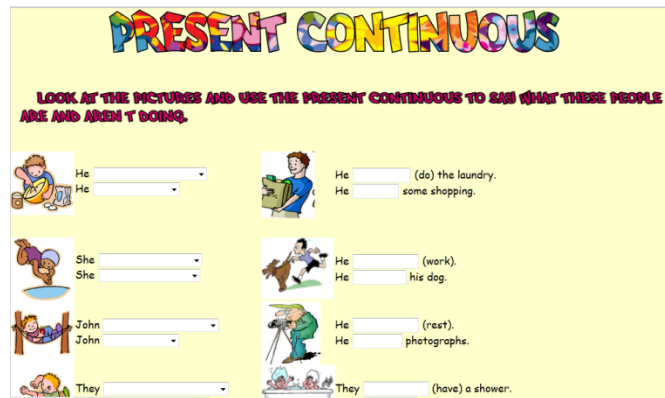 PRESENT CONTINUOUS
LOOK AT THE PICTURES AND USE THE PRESENT CONTINUOUS TO SAY WHAT THESE PEOPLE
ARE AND AREN T DOING.
He
He
He (do) the laundry.
He some shopping.
She
She
He (work).
He his dog.
John
John
He (rest).
He photographs.
They
They (have) a shower.